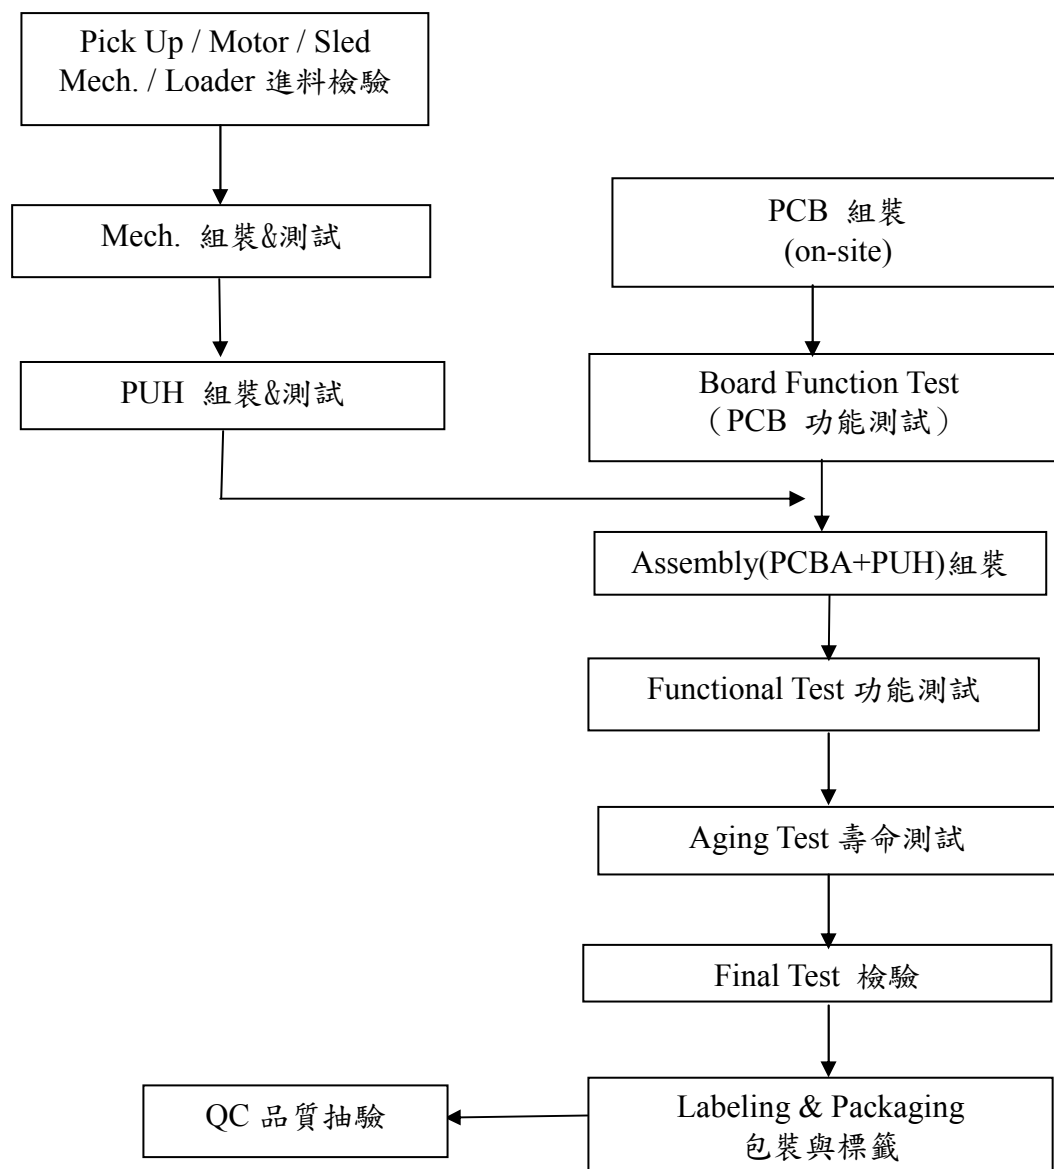 Pick Up / Motor / Sled
Mech. / Loader 進料檢驗
Mech. 組裝&測試
PUH 組裝&測試
PCB 組裝
(on-site)
Board Function Test
（PCB 功能測試）
Assembly(PCBA+PUH)組裝
Functional Test 功能測試
Aging Test 壽命測試
Final Test 檢驗
Labeling & Packaging
包裝與標籤
QC 品質抽驗